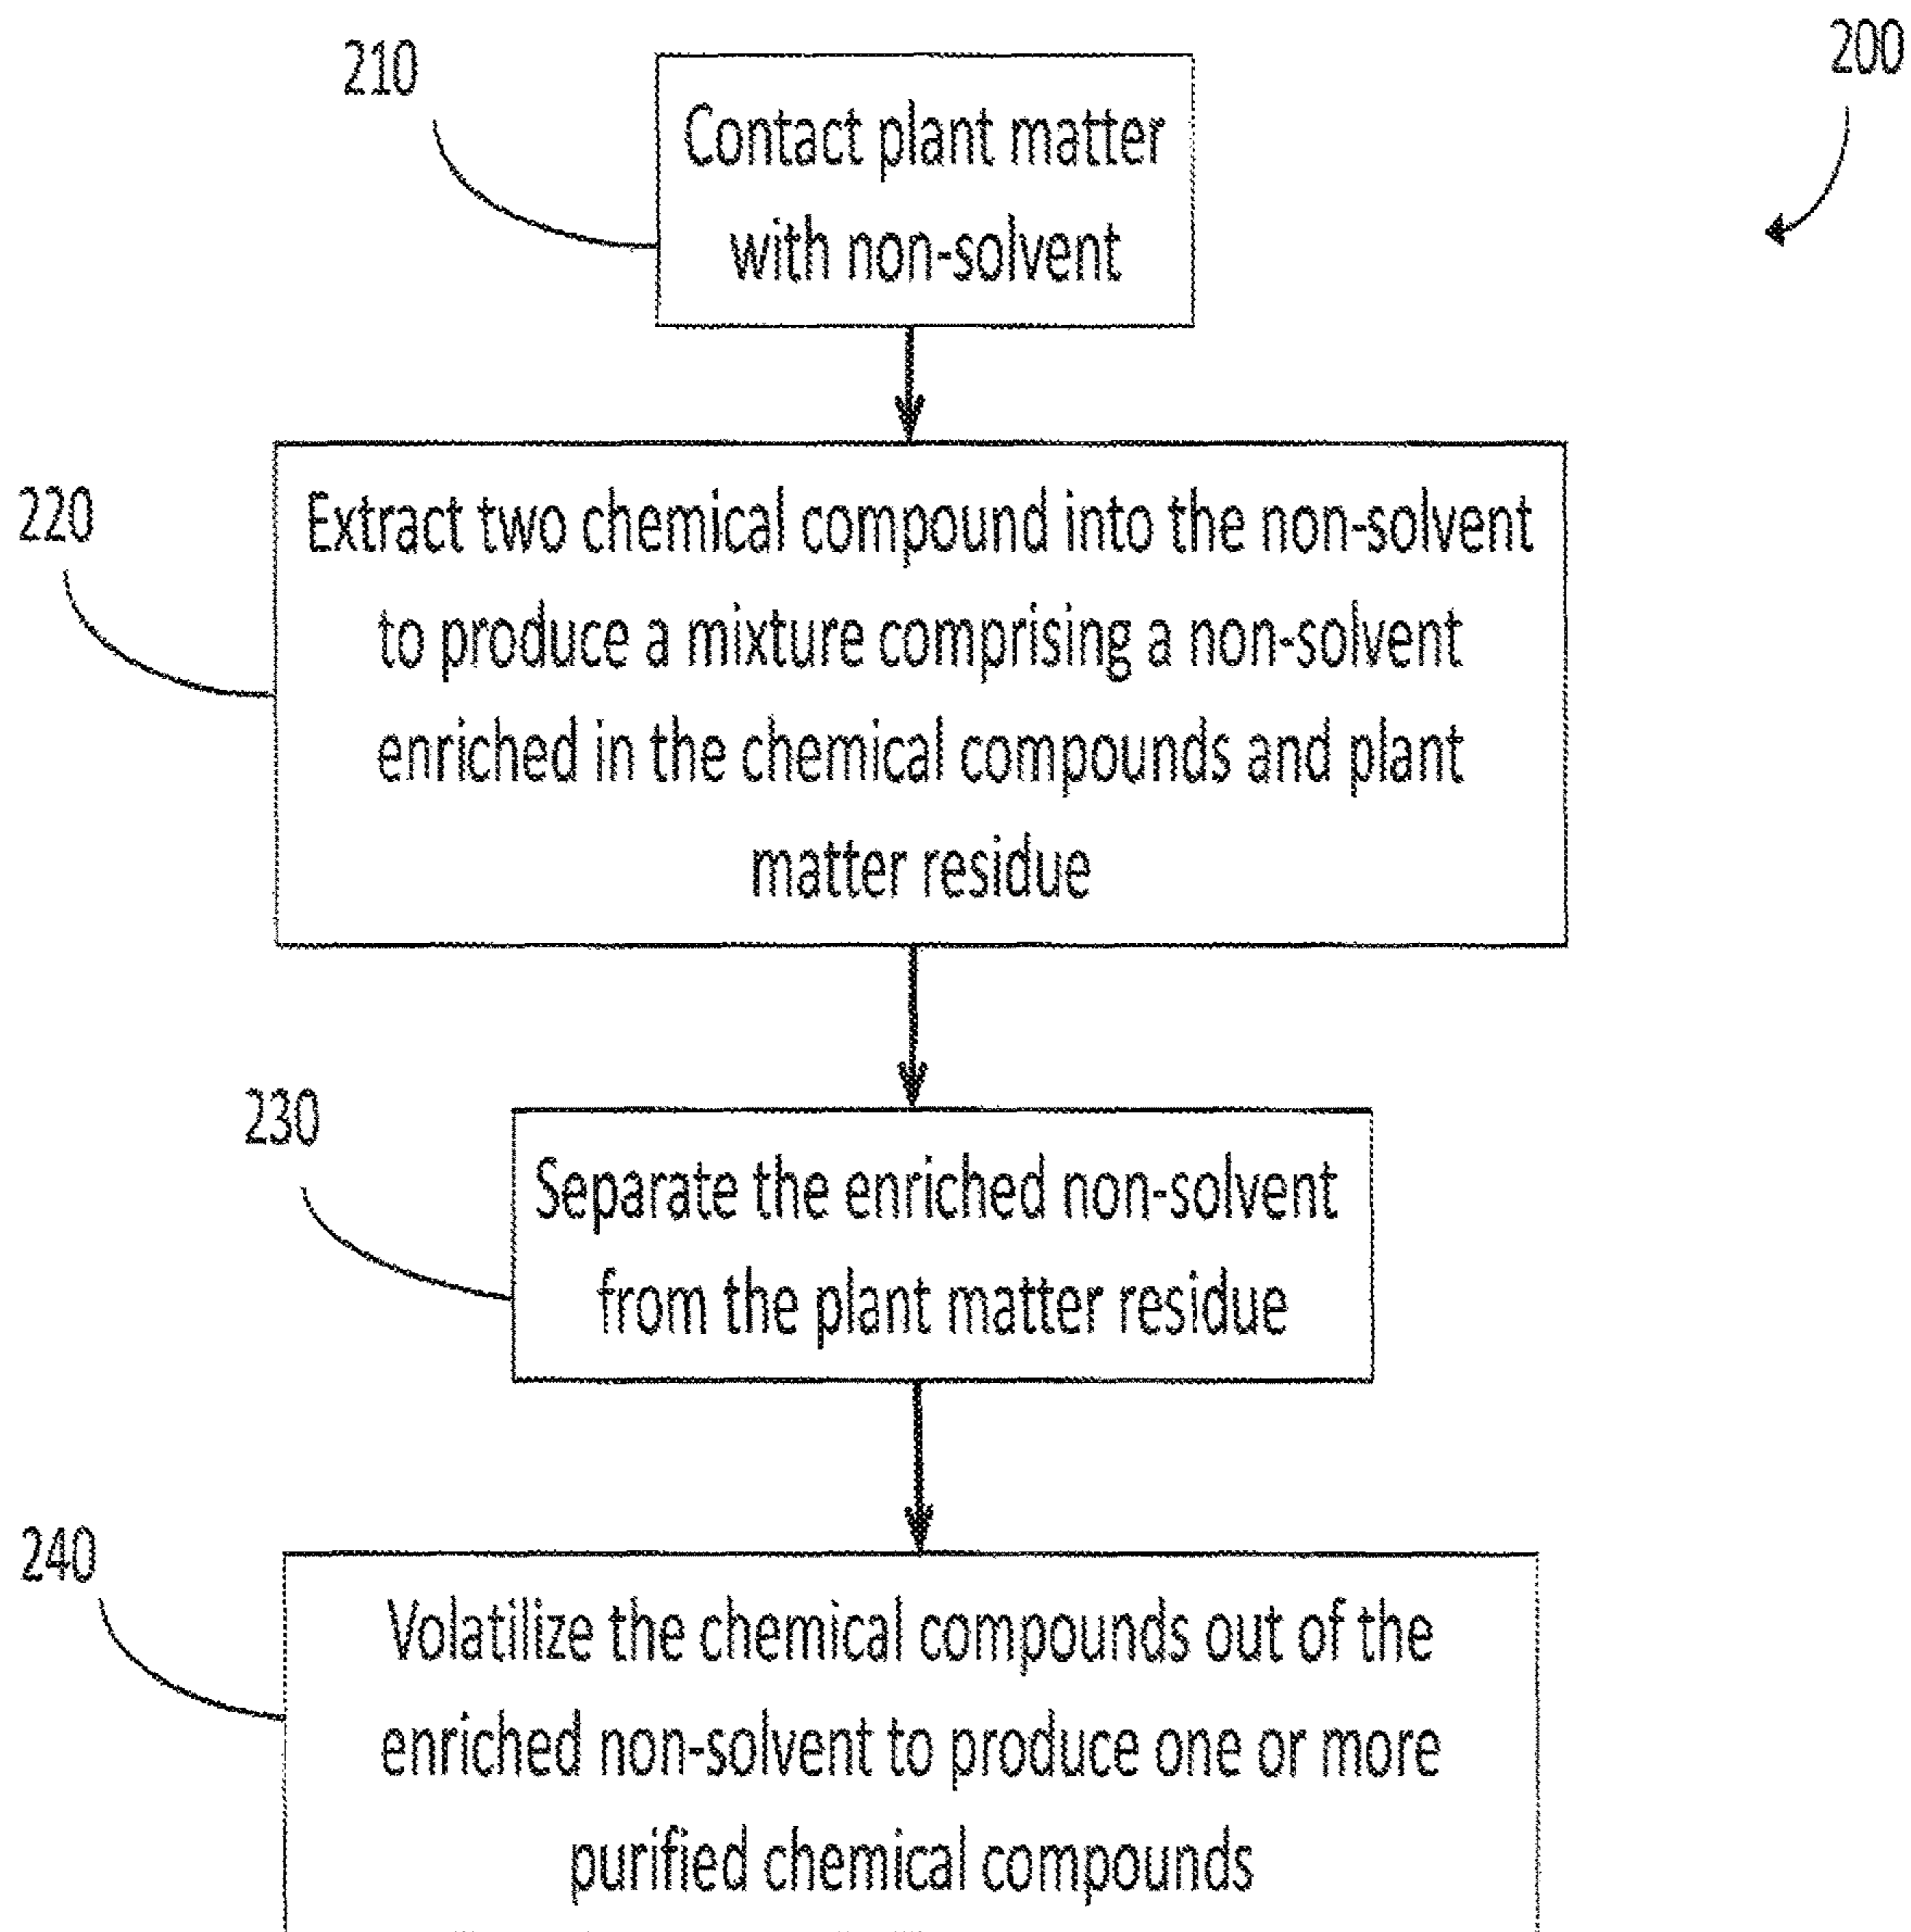 210
200
Contact plant matter
with non-solvent
220
Extract two chemical compound into the non-solvent
to produce a mixture comprising a non-solvent
enriched in the chemical compounds and plant
matter residue
230
Separate the enriched non-solvent
from the plant matter residue
240
Volatilize the chemical compounds out of the
enriched non-solvent to produce one or more
purified chemical compounds